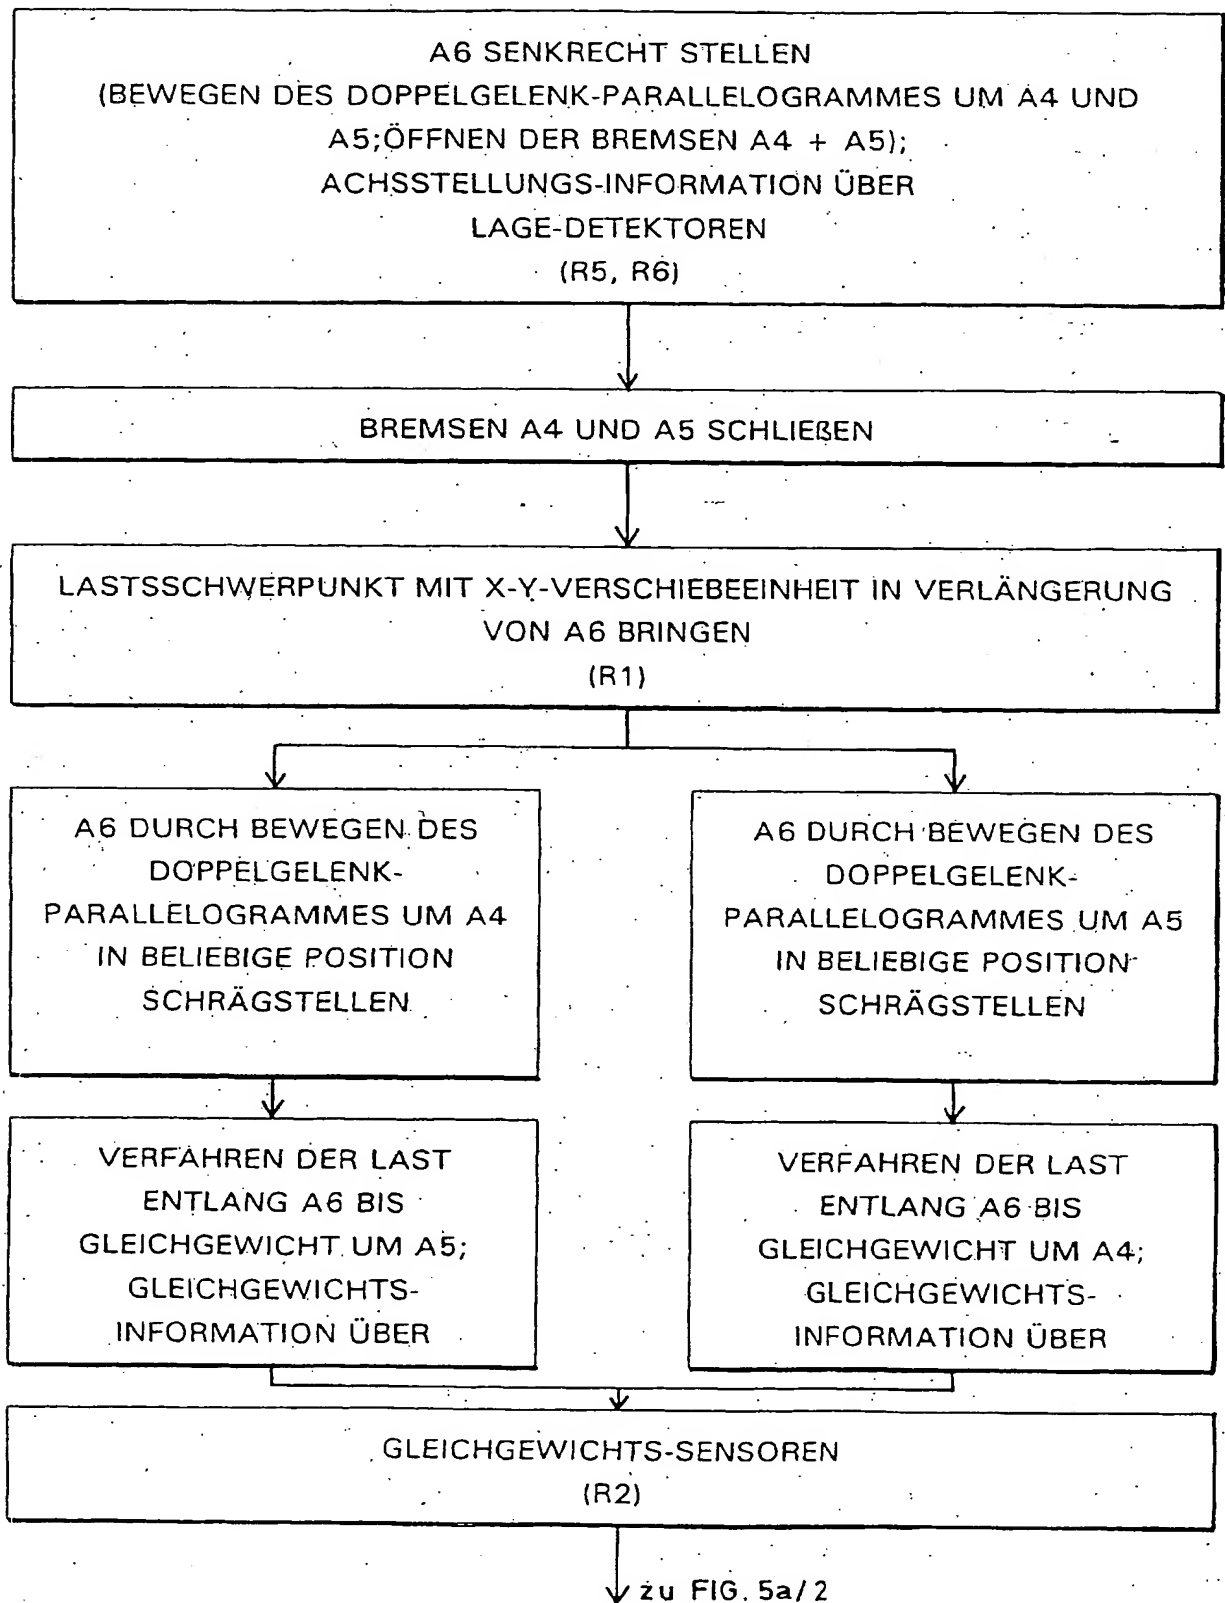 A6 SENKRECHT STELLEN
(BEWEGEN DES DOPPELGELENK-PARALLELOGRAMMES UM A4 UND
A5;ÖFFNEN DER BREMSEN A4 + A5);
ACHSSTELLUNGS-INFORMATION ÜBER
LAGE-DETEKTOREN
(R5, R6)
BREMSEN A4 UND A5 SCHLIEßEN
LASTSSCHWERPUNKT MIT X-Y-VERSCHIEBEEINHEIT IN VERLÄNGERUNG
VON A6 BRINGEN
(R1)
A6 DURCH BEWEGEN DES
DOPPELGELENK-
PARALLELOGRAMMES UM A4
IN BELIEBIGE POSITION
SCHRÄGSTELLEN
A6 DURCH BEWEGEN DES
DOPPELGELENK-
PARALLELOGRAMMES UM A5
IN BELIEBIGE POSITION
SCHRÄGSTELLEN
VERFAHREN DER LAST
ENTLANG A6 BIS
GLEICHGEWICHT UM A5;
GLEICHGEWICHTS-
INFORMATION ÜBER
VERFAHREN DER LAST
ENTLANG A6 BIS
GLEICHGEWICHT UM A4;
GLEICHGEWICHTS-
INFORMATION ÜBER
GLEICHGEWICHTS-SENSOREN
(R2)
zu FIG. 5a/2